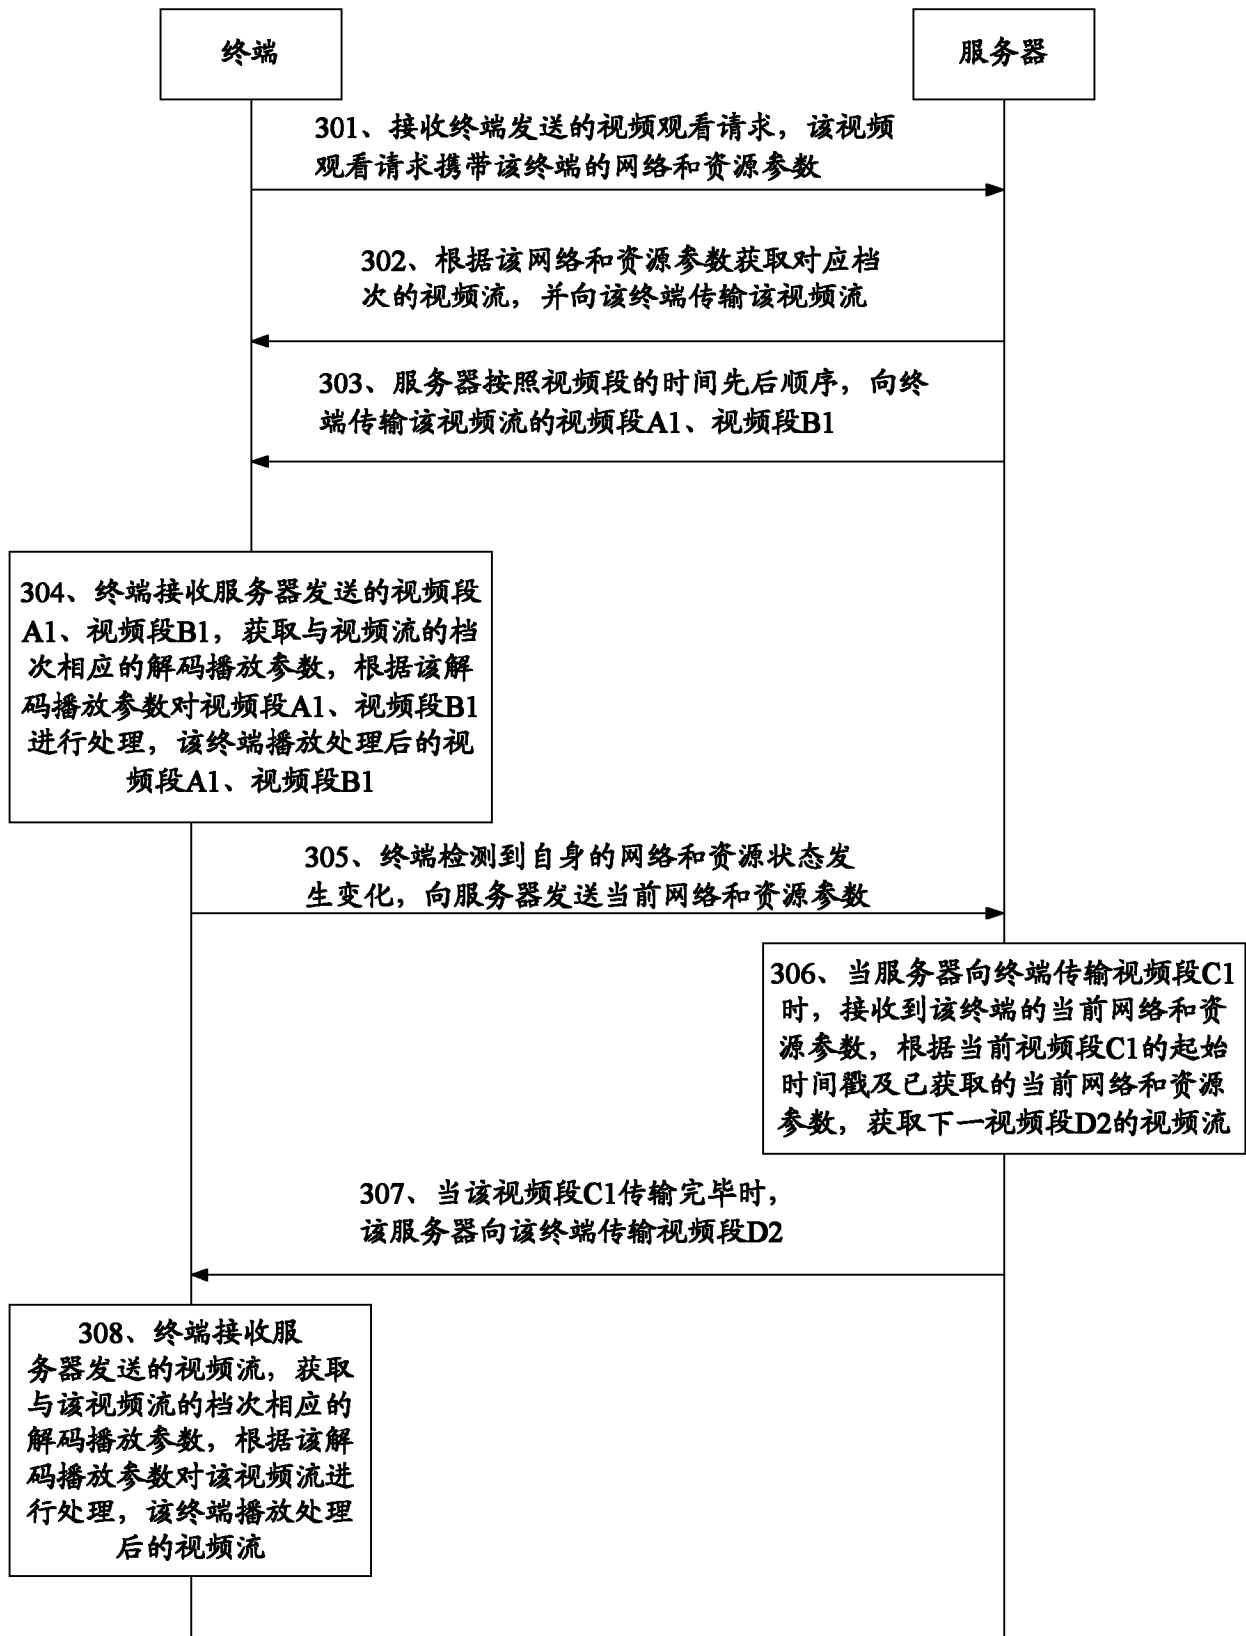 终端
服务器
301、接收终端发送的视频观看请求，该视频
观看请求携带该终端的网络和资源参数
302、根据该网络和资源参数获取对应档
次的视频流，并向该终端传输该视频流
303、服务器按照视频段的时间先后顺序，向终
端传输该视频流的视频段A1、视频段B1
304、终端接收服务器发送的视频段
A1、视频段B1，获取与视频流的档
次相应的解码播放参数，根据该解
码播放参数对视频段A1、视频段B1
进行处理，该终端播放处理后的视
频段A1、视频段B1
305、终端检测到自身的网络和资源状态发
生变化，向服务器发送当前网络和资源参数
306、当服务器向终端传输视频段C1
时，接收到该终端的当前网络和资
源参数，根据当前视频段C1的起始
时间戳及已获取的当前网络和资源
参数，获取下一视频段D2的视频流
307、当该视频段C1传输完毕时，
该服务器向该终端传输视频段D2
308、终端接收服
务器发送的视频流，获取
与该视频流的档次相应的
解码播放参数，根据该解
码播放参数对该视频流进
行处理，该终端播放处理
后的视频流